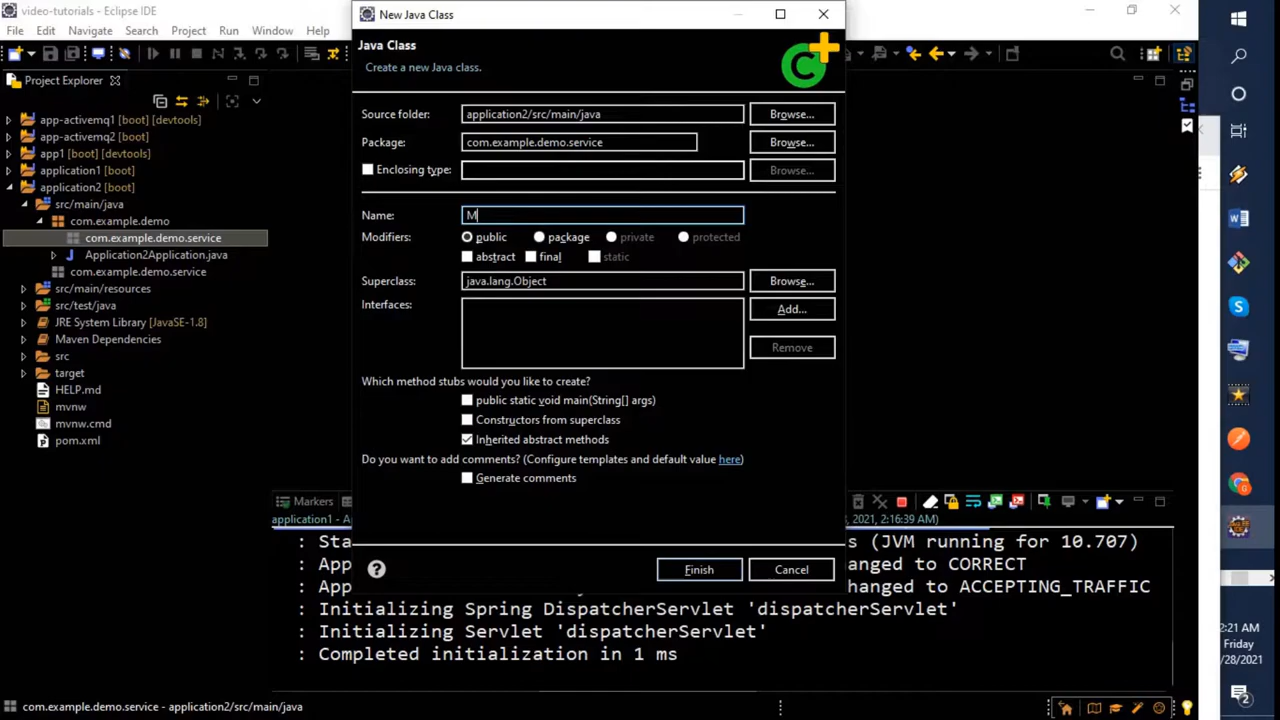 video-tutorials - Eclipse IDE
File Edit Navigate Search Project Run Window Help
Project Explorer
app-activemq1 [boot] [devtools]
app-activemq2 [boot]
app1 [boot] [devtools]
application1 [boot]
application2 [boot]
src/main/java
com.example.demo
com.example.demo.service
Application2Application.java
com.example.demo.service
src/main/resources
src/test/java
JRE System Library [JavaSE-1.8]
Maven Dependencies
src
target
HELP.md
mvnw
mvnw.cmd
pom.xml
New Java Class
Java Class
Create a new Java class.
Source folder: application2/src/main/java Browse...
Package: com.example.demo.service Browse...
Enclosing type: Browse...
Name: M
Modifiers: public package private protected
abstract final static
Superclass: java.lang.Object Browse...
Interfaces: Add...
Remove
Which method stubs would you like to create?
public static void main(String[] args)
Constructors from superclass
Inherited abstract methods
Do you want to add comments? (Configure templates and default value here)
Generate comments
Finish Cancel
Markers
application1 - Ap , 2021, 2:16:39 AM)
: Sta s (JVM running for 10.707)
: App anged to CORRECT
: App anged to ACCEPTING_TRAFFIC
: Initializing Spring DispatcherServlet 'dispatcherServlet'
: Initializing Servlet 'dispatcherServlet'
: Completed initialization in 1 ms
com.example.demo.service - application2/src/main/java
2:21 AM
Friday
/28/2021
2